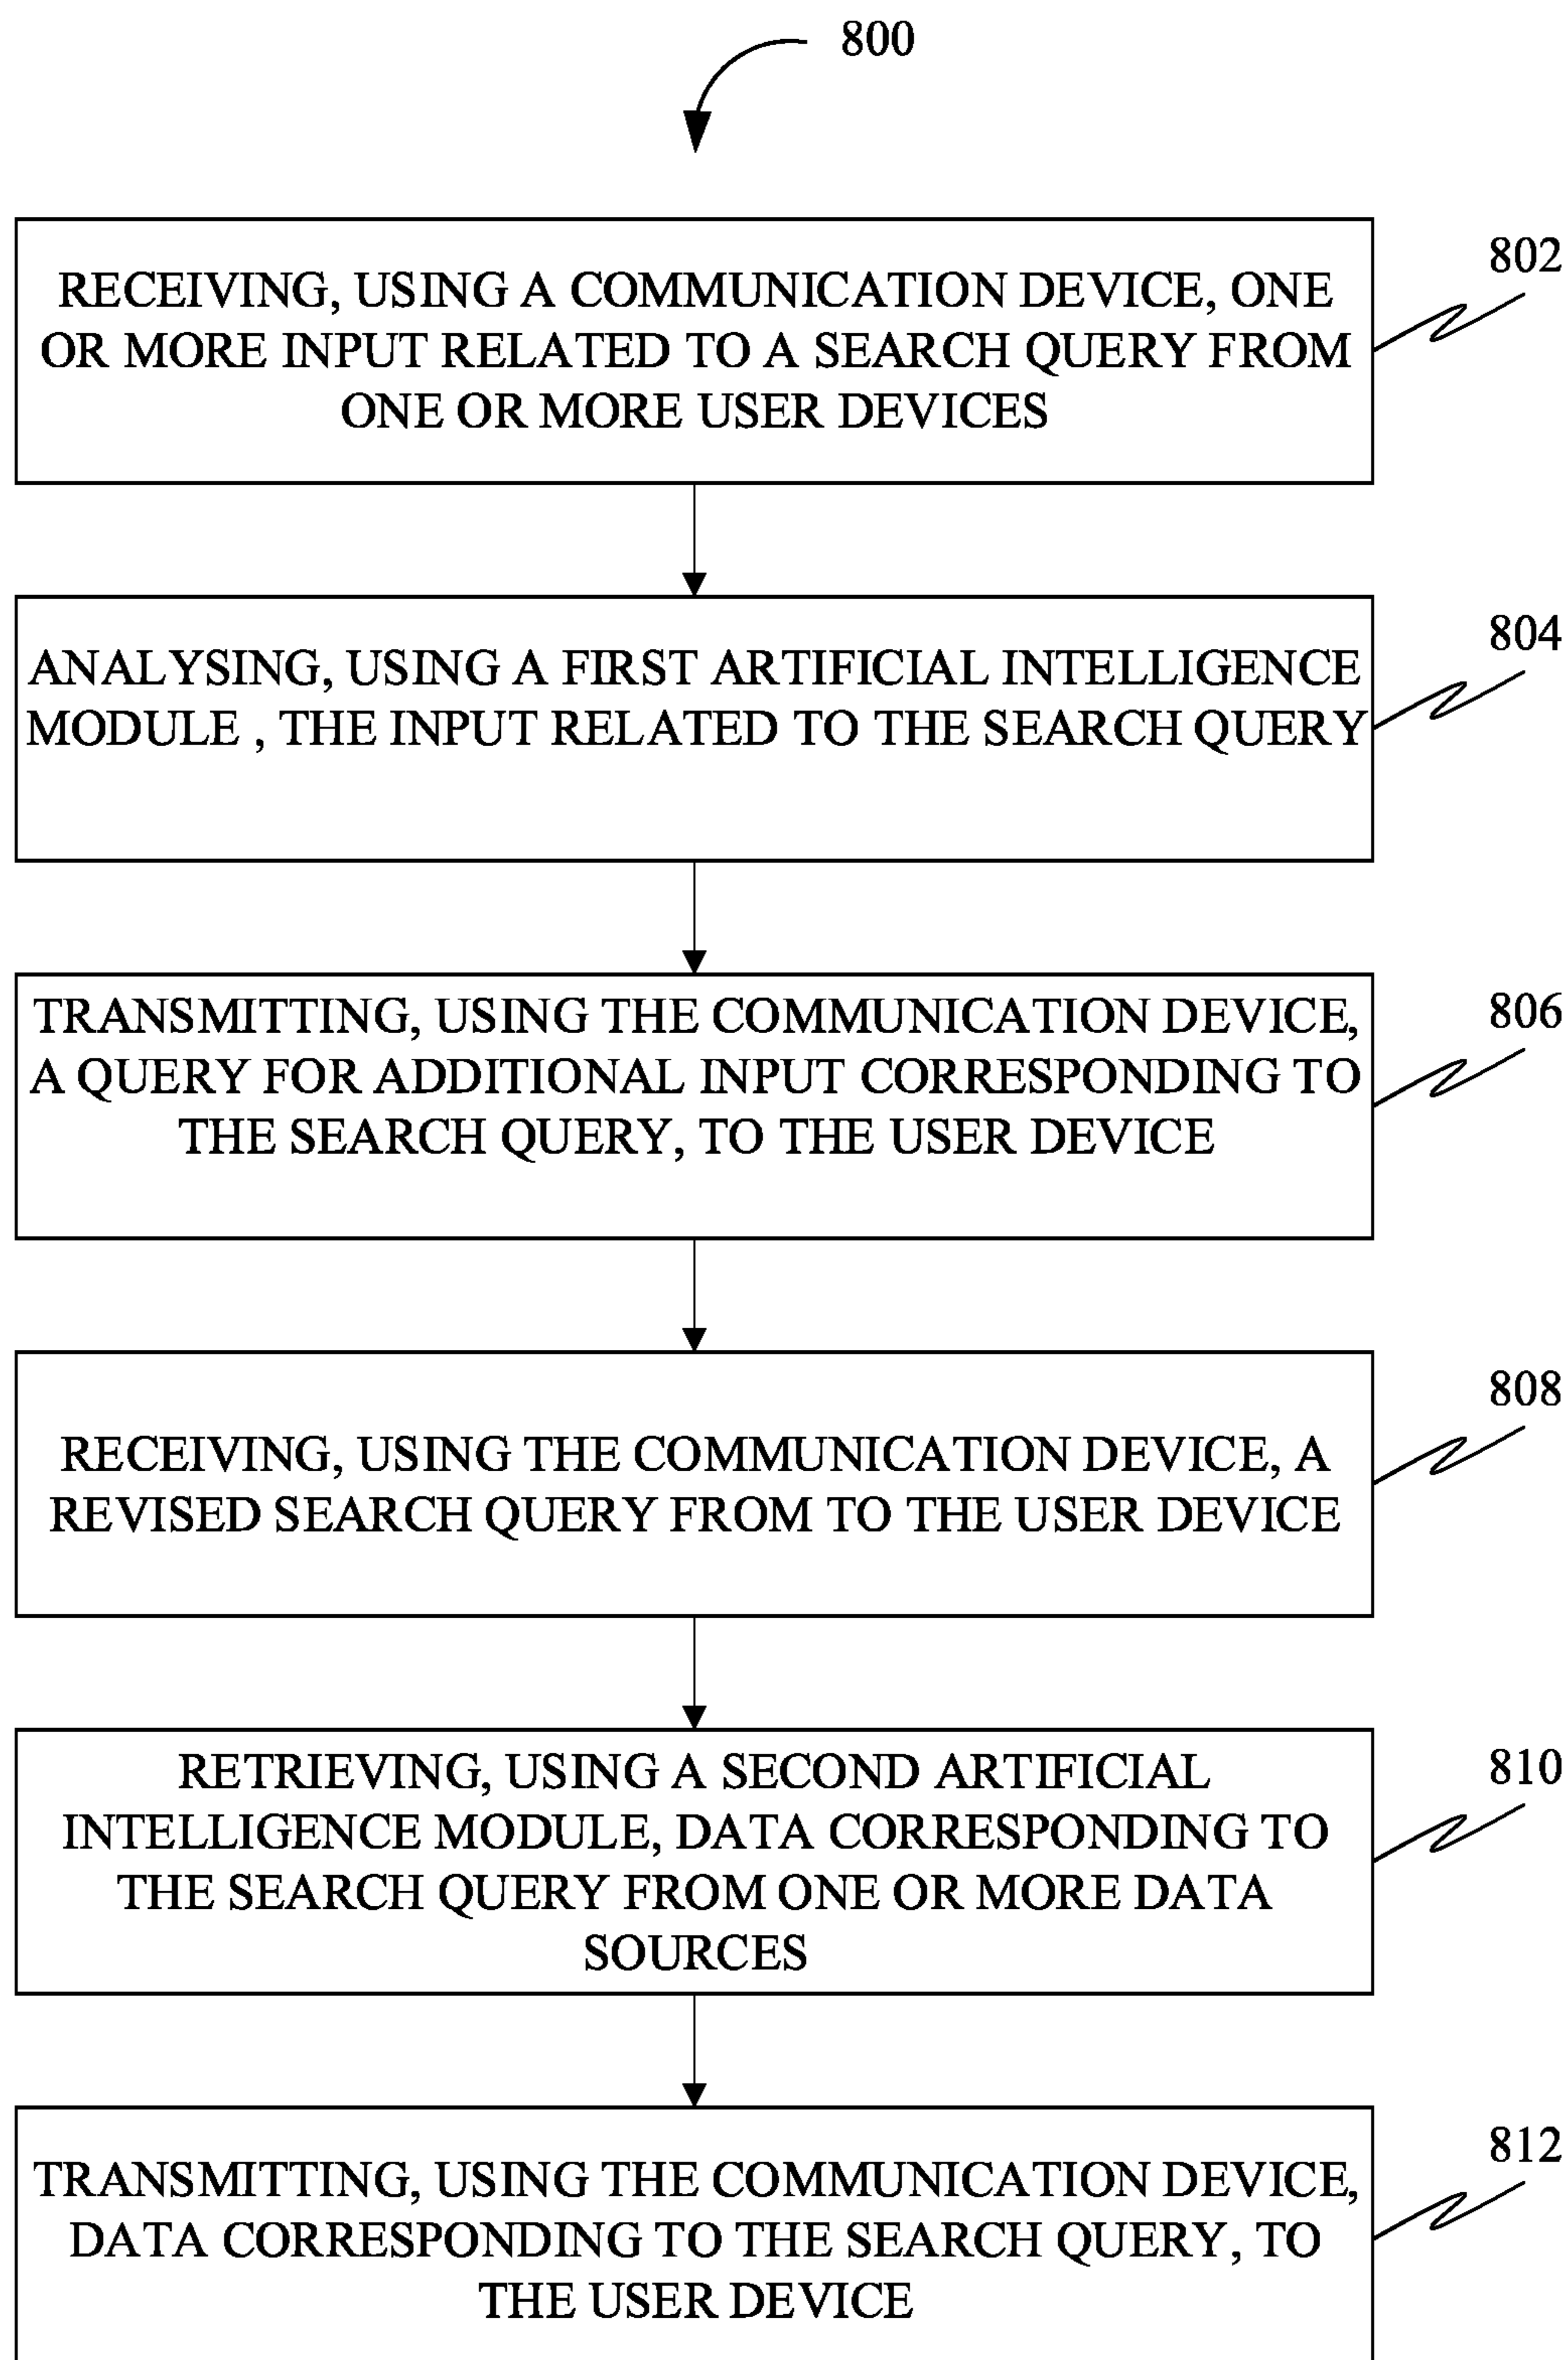 800
802
RECEIVING, USING A COMMUNICATION DEVICE, ONE
OR MORE INPUT RELATED TO A SEARCH QUERY FROM
ONE OR MORE USER DEVICES
804
ANALYSING, USING A FIRST ARTIFICIAL INTELLIGENCE
MODULE , THE INPUT RELATED TO THE SEARCH QUERY
806
TRANSMITTING, USING THE COMMUNICATION DEVICE,
A QUERY FOR ADDITIONAL INPUT CORRESPONDING TO
THE SEARCH QUERY, TO THE USER DEVICE
808
RECEIVING, USING THE COMMUNICATION DEVICE, A
REVISED SEARCH QUERY FROM TO THE USER DEVICE
810
RETRIEVING, USING A SECOND ARTIFICIAL
INTELLIGENCE MODULE, DATA CORRESPONDING TO
THE SEARCH QUERY FROM ONE OR MORE DATA
SOURCES
812
TRANSMITTING, USING THE COMMUNICATION DEVICE,
DATA CORRESPONDING TO THE SEARCH QUERY, TO
THE USER DEVICE